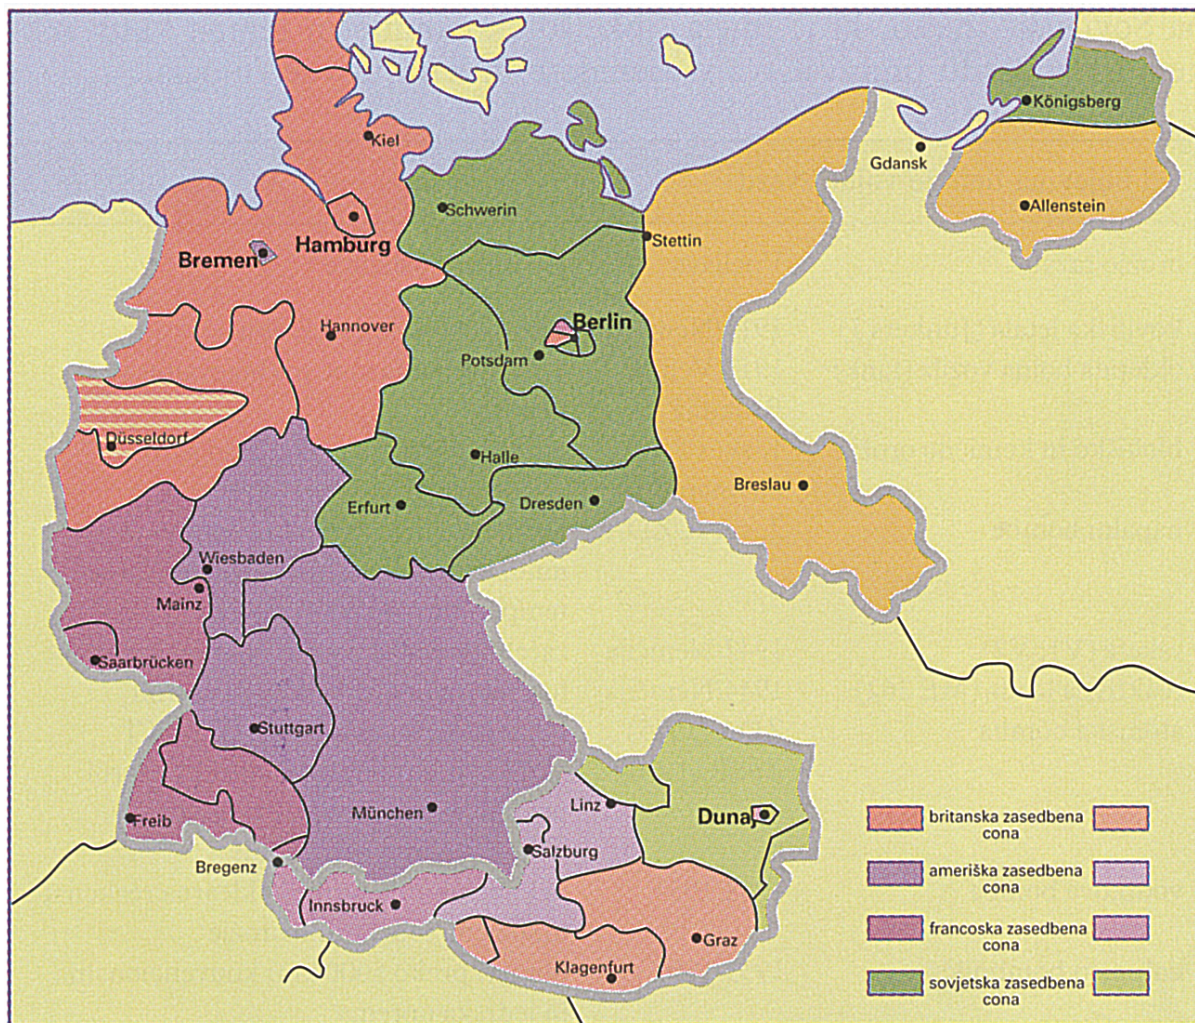 Königsberg
Kiel
Gdansk
Schwerin
Allenstein
Hamburg
Stettin
Bremen
Hannover
Berlin
Potsdam
Düsseldorf
Halle
Breslau
Erfurt
Dresden
Wiesbaden
Mainz
Saarbrücken
Stuttgart
München
Linz
Dunaj
Freib
Salzburg
Bregenz
Innsbruck
Graz
Klagenfurt
britanska zasedbena
cona
ameriška zasedbena
cona
francoska zasedbena
cona
sovjetska zasedbena
cona